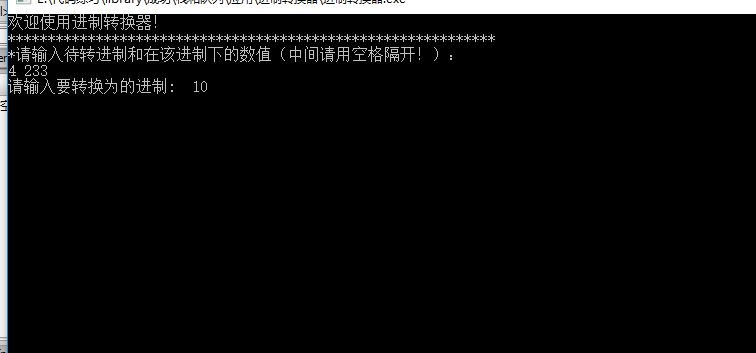 E:\代码练习\library\成功\栈和队列\应用\进制转换器\进制转换器.exe
欢迎使用进制转换器!
*************************************************************
*请输入待转进制和在该进制下的数值(中间请用空格隔开! ):
4 233
请输入要转换为的进制: 10